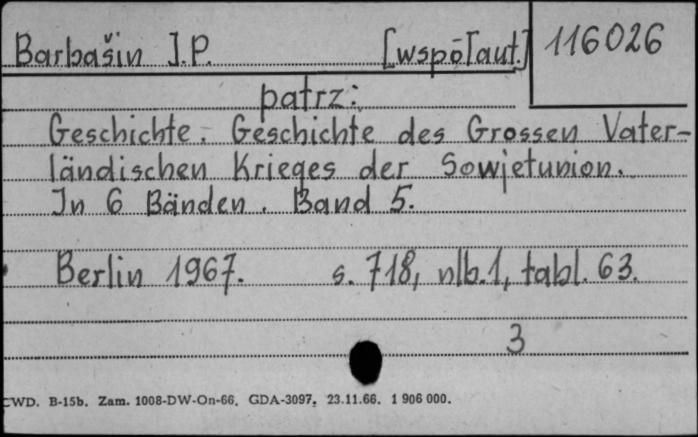 Barbašin I.P. [wspołaut.] 116026
patrz:
Geschichte. Geschichte des Grossen Vater-
ländischen Krieges der Sowjetunion.
In 6 Bänden. Band 5.
Berlin 1967. s. 718, nlb.1, tabl. 63.
3
CWD. B-15b. Zam. 1008-DW-On-66. GDA-3097. 23.11.66. 1 906 000.